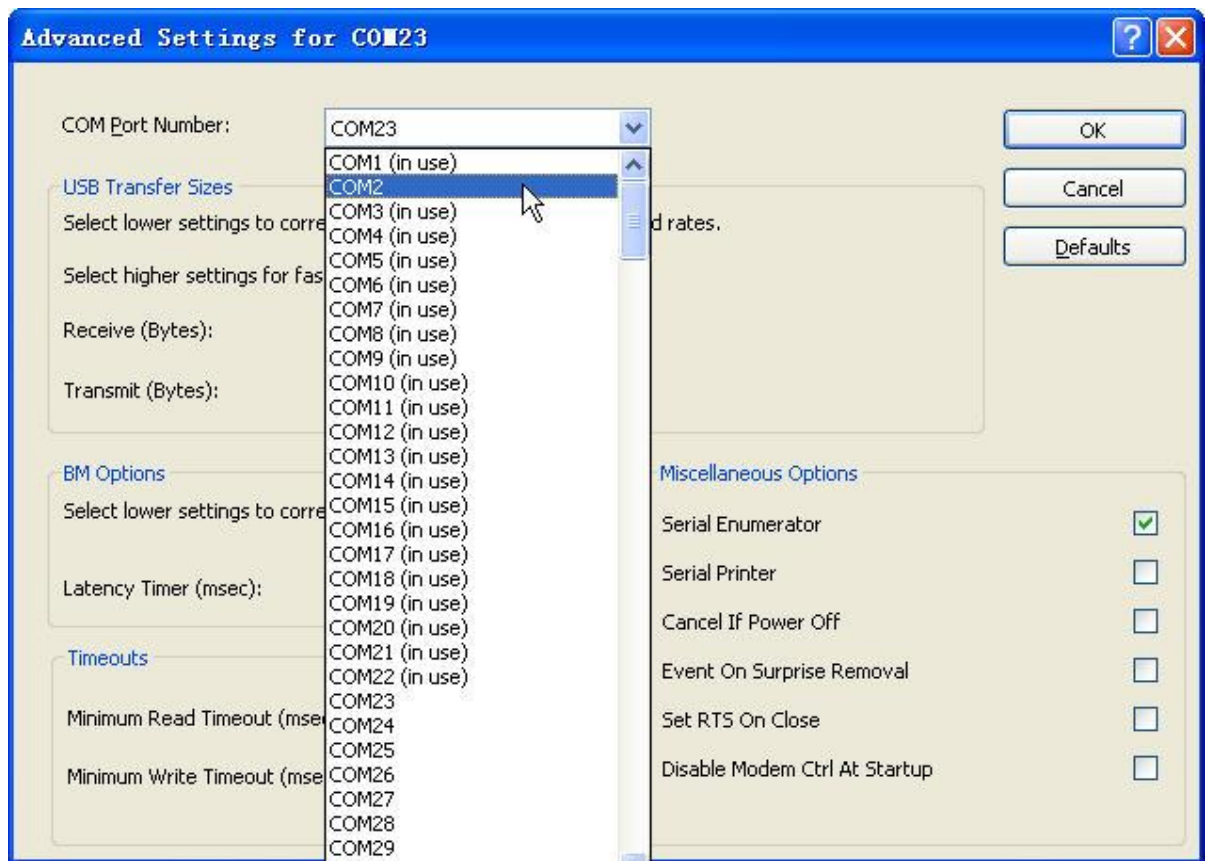 Advanced Settings for COM23
COM Port Number:
COM23
OK
Cancel
Defaults
COM1 (in use)
COM2
COM3 (in use)
COM4 (in use)
COM5 (in use)
COM6 (in use)
COM7 (in use)
COM8 (in use)
COM9 (in use)
COM10 (in use)
COM11 (in use)
COM12 (in use)
COM13 (in use)
COM14 (in use)
COM15 (in use)
COM16 (in use)
COM17 (in use)
COM18 (in use)
COM19 (in use)
COM20 (in use)
COM21 (in use)
COM22 (in use)
COM23
COM24
COM25
COM26
COM27
COM28
COM29
USB Transfer Sizes
Select lower settings to corre d rates.
Select higher settings for fas
Receive (Bytes):
Transmit (Bytes):
BM Options
Select lower settings to corre
Latency Timer (msec):
Timeouts
Minimum Read Timeout (mse
Minimum Write Timeout (mse
Miscellaneous Options
Serial Enumerator
Serial Printer
Cancel If Power Off
Event On Surprise Removal
Set RTS On Close
Disable Modem Ctrl At Startup